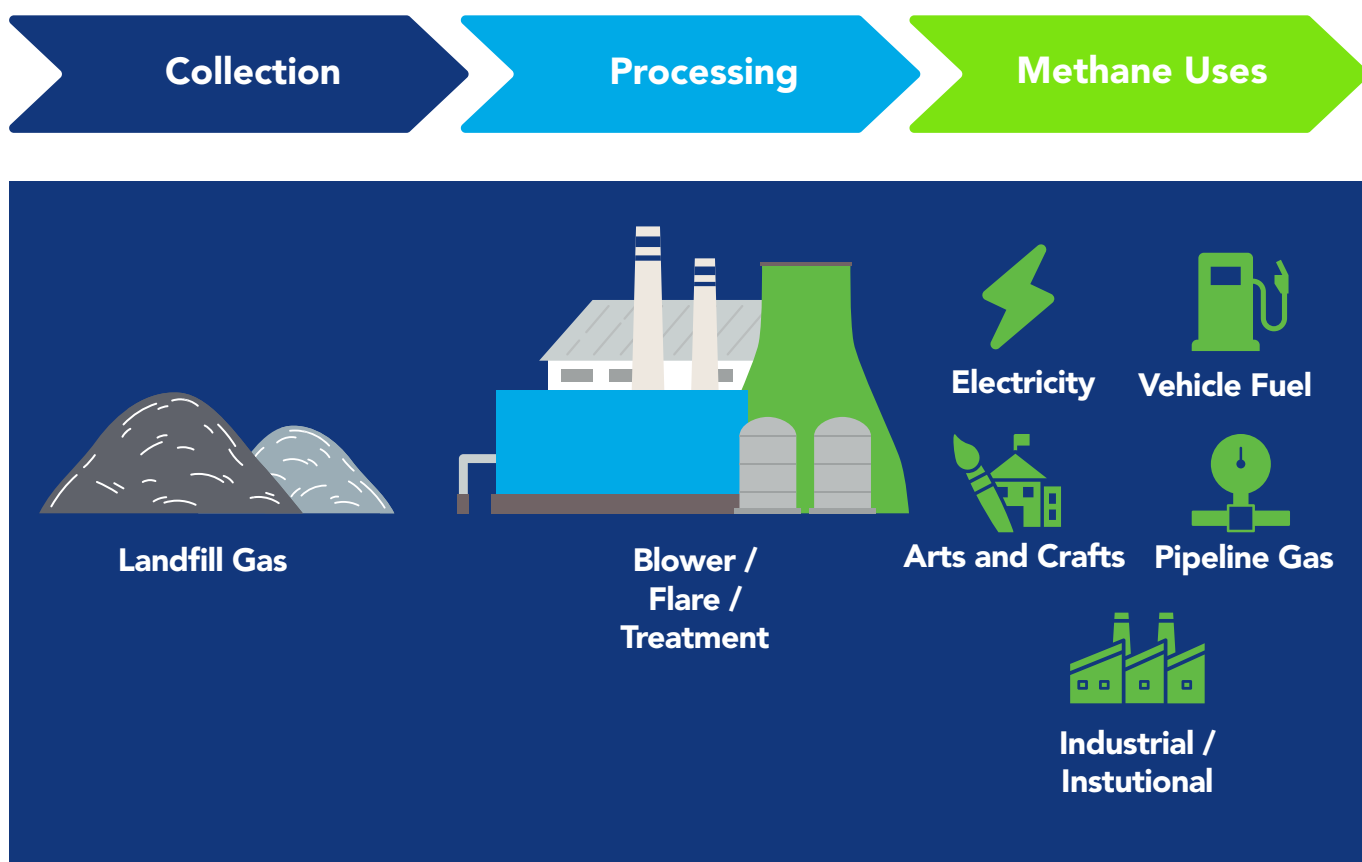 Collection
Processing
Methane Uses
Landfill Gas
Blower /
Flare /
Treatment
Electricity
Vehicle Fuel
Arts and Crafts
Pipeline Gas
Industrial /
Instutional